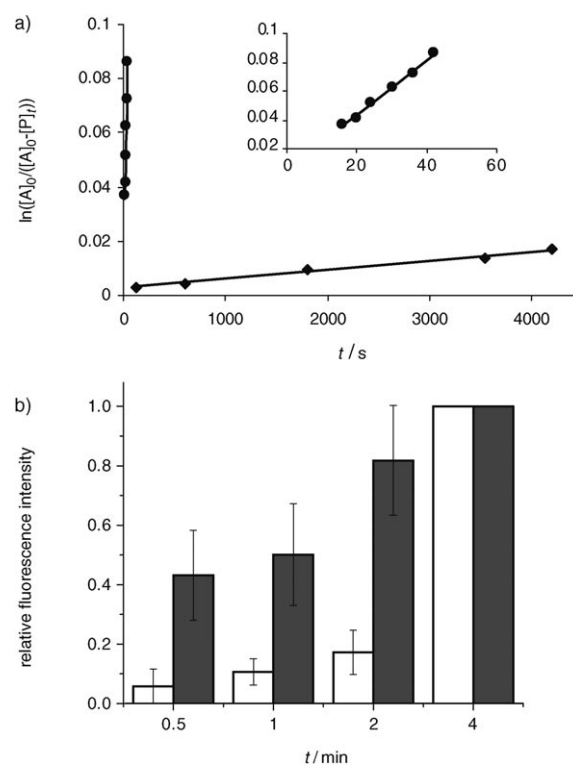 a)
ln([A]₀/([A]₀-[P]ₜ))
0.1
0.08
0.06
0.04
0.02
0
0 1000 2000 3000 4000
t / s
0.1
0.08
0.06
0.04
0.02
0 20 40 60
b)
relative fluorescence intensity
1.0
0.8
0.6
0.4
0.2
0.0
0.5 1 2 4
t / min